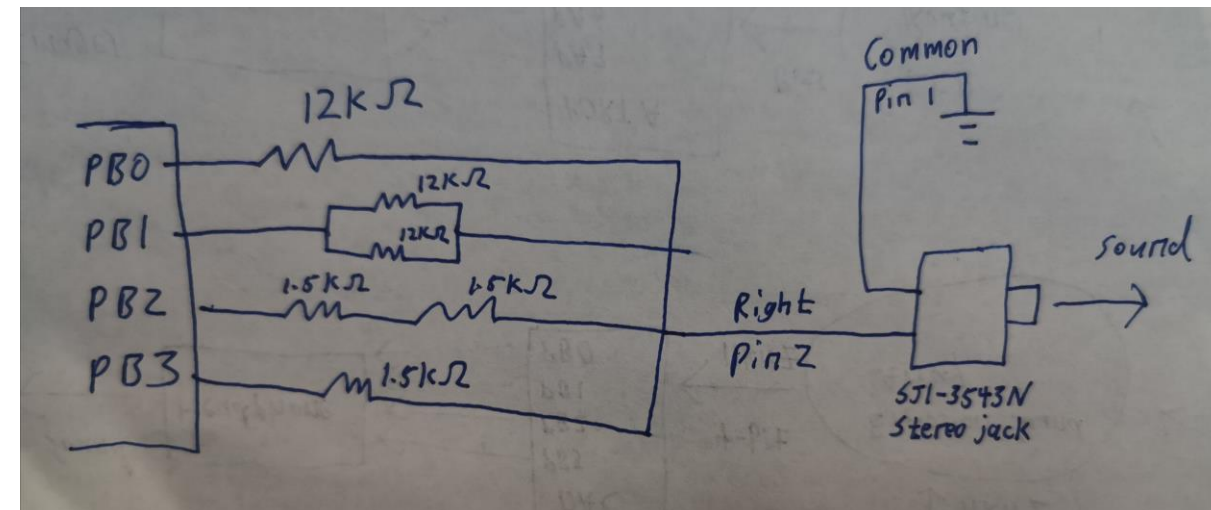 Common
Pin 1
12KΩ
PB0
12KΩ
PB1
12KΩ
sound
1.5KΩ
1.5KΩ
PB2
Right
Pin 2
PB3
1.5KΩ
SJ1-3543N
Stereo jack